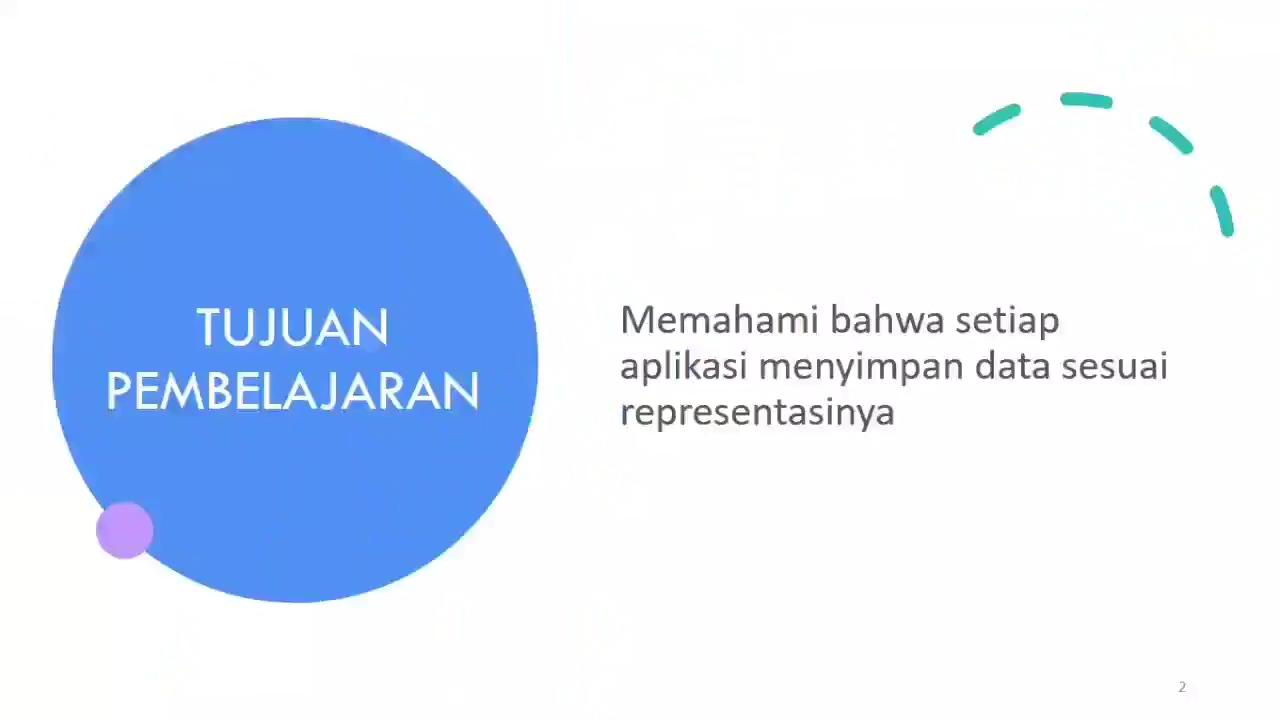 TUJUAN
PEMBELAJARAN
Memahami bahwa setiap
aplikasi menyimpan data sesuai
representasinya
2